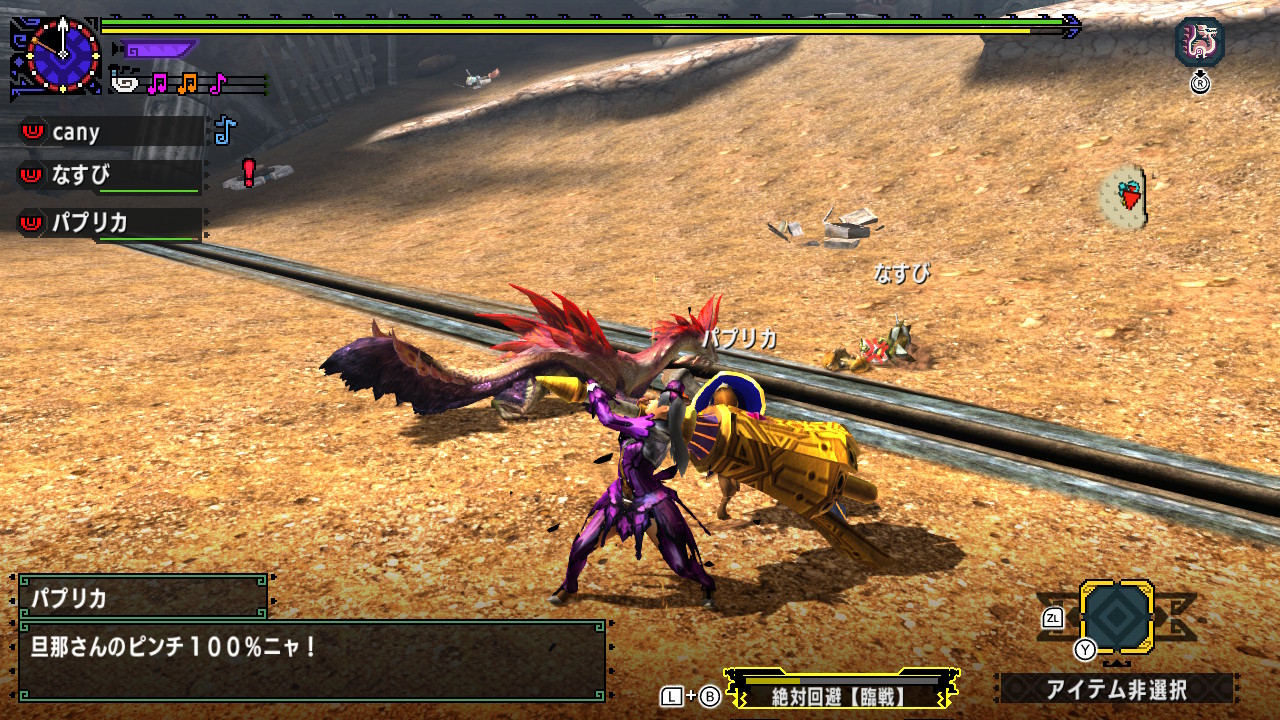 cany
なすび
パプリカ
R
なすび
パプリカ
パプリカ
旦那さんのピンチ１００％ニャ！
L+B
絶対回避【臨戦】
ZL
Y
アイテム非選択